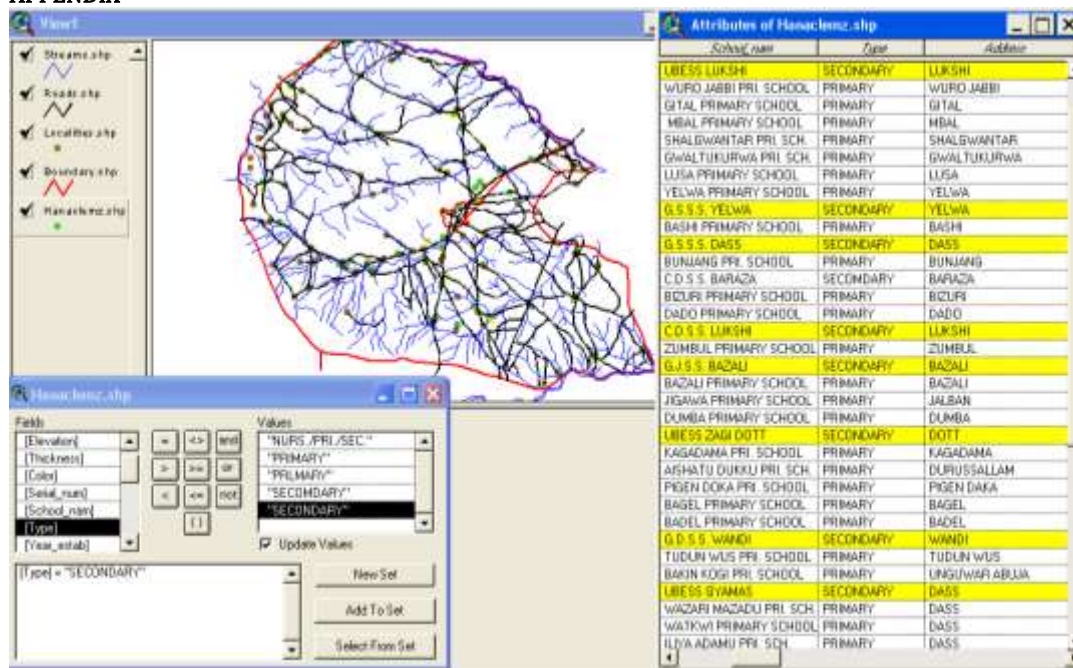 View1
Streams.shp
Roads.shp
Localities.shp
Boundary.shp
Hanaclemz.shp
Attributes of Hanaclemz.shp
School_nam Type Address
UBESS LUKSHI SECONDARY LUKSHI
WURO JABBI PRI. SCHOOL PRIMARY WURO JABBI
GITAL PRIMARY SCHOOL PRIMARY GITAL
MBAL PRIMARY SCHOOL PRIMARY MBAL
SHALGWANTAR PRI. SCH. PRIMARY SHALGWANTAR
GWALTUKURWA PRI. SCH. PRIMARY GWALTUKURWA
LUSA PRIMARY SCHOOL PRIMARY LUSA
YELWA PRIMARY SCHOOL PRIMARY YELWA
G.S.S.S. YELWA SECONDARY YELWA
BASHI PRIMARY SCHOOL PRIMARY BASHI
G.S.S.S. DASS SECONDARY DASS
BUNJANG PRI. SCHOOL PRIMARY BUNJANG
C.D.S.S. BARAZA SECOMDARY BARAZA
BIZURI PRIMARY SCHOOL PRIMARY BIZURI
DADO PRIMARY SCHOOL PRIMARY DADO
C.D.S.S. LUKSHI SECONDARY LUKSHI
ZUMBUL PRIMARY SCHOOL PRIMARY ZUMBUL
G.J.S.S. BAZALI SECONDARY BAZALI
BAZALI PRIMARY SCHOOL PRIMARY BAZALI
JIGAWA PRIMARY SCHOOL PRIMARY JALBAN
DUMBA PRIMARY SCHOOL PRIMARY DUMBA
UBESS ZAGI DOTT SECONDARY DOTT
KAGADAMA PRI. SCHOOL PRIMARY KAGADAMA
AISHATU DUKKU PRI. SCH. PRIMARY DURUSSALLAM
PIGEN DOKA PRI. SCHOOL PRIMARY PIGEN DAKA
BAGEL PRIMARY SCHOOL PRIMARY BAGEL
BADEL PRIMARY SCHOOL PRIMARY BADEL
G.D.S.S. WANDI SECONDARY WANDI
TUDUN WUS PRI. SCHOOL PRIMARY TUDUN WUS
BAKIN KOGI PRI. SCHOOL PRIMARY UNGUWAR ABUJA
UBESS GYAMAS SECONDARY DASS
WAZARI MAZADU PRI. SCH. PRIMARY DASS
WATKWI PRIMARY SCHOOL PRIMARY DASS
ILIYA ADAMU PRI. SCH PRIMARY DASS
Hanaclemz.shp
Fields Values
[Elevation]
[Thickness]
[Color]
[Serial_num]
[School_nam]
[Type]
[Year_estab]
= <> and
> >= or
< <= not
( )
"NURS./PRI./SEC."
"PRIMARY"
"PRLMARY"
"SECOMDARY"
"SECONDARY"
Update Values
[Type] = "SECONDARY"
New Set
Add To Set
Select From Set